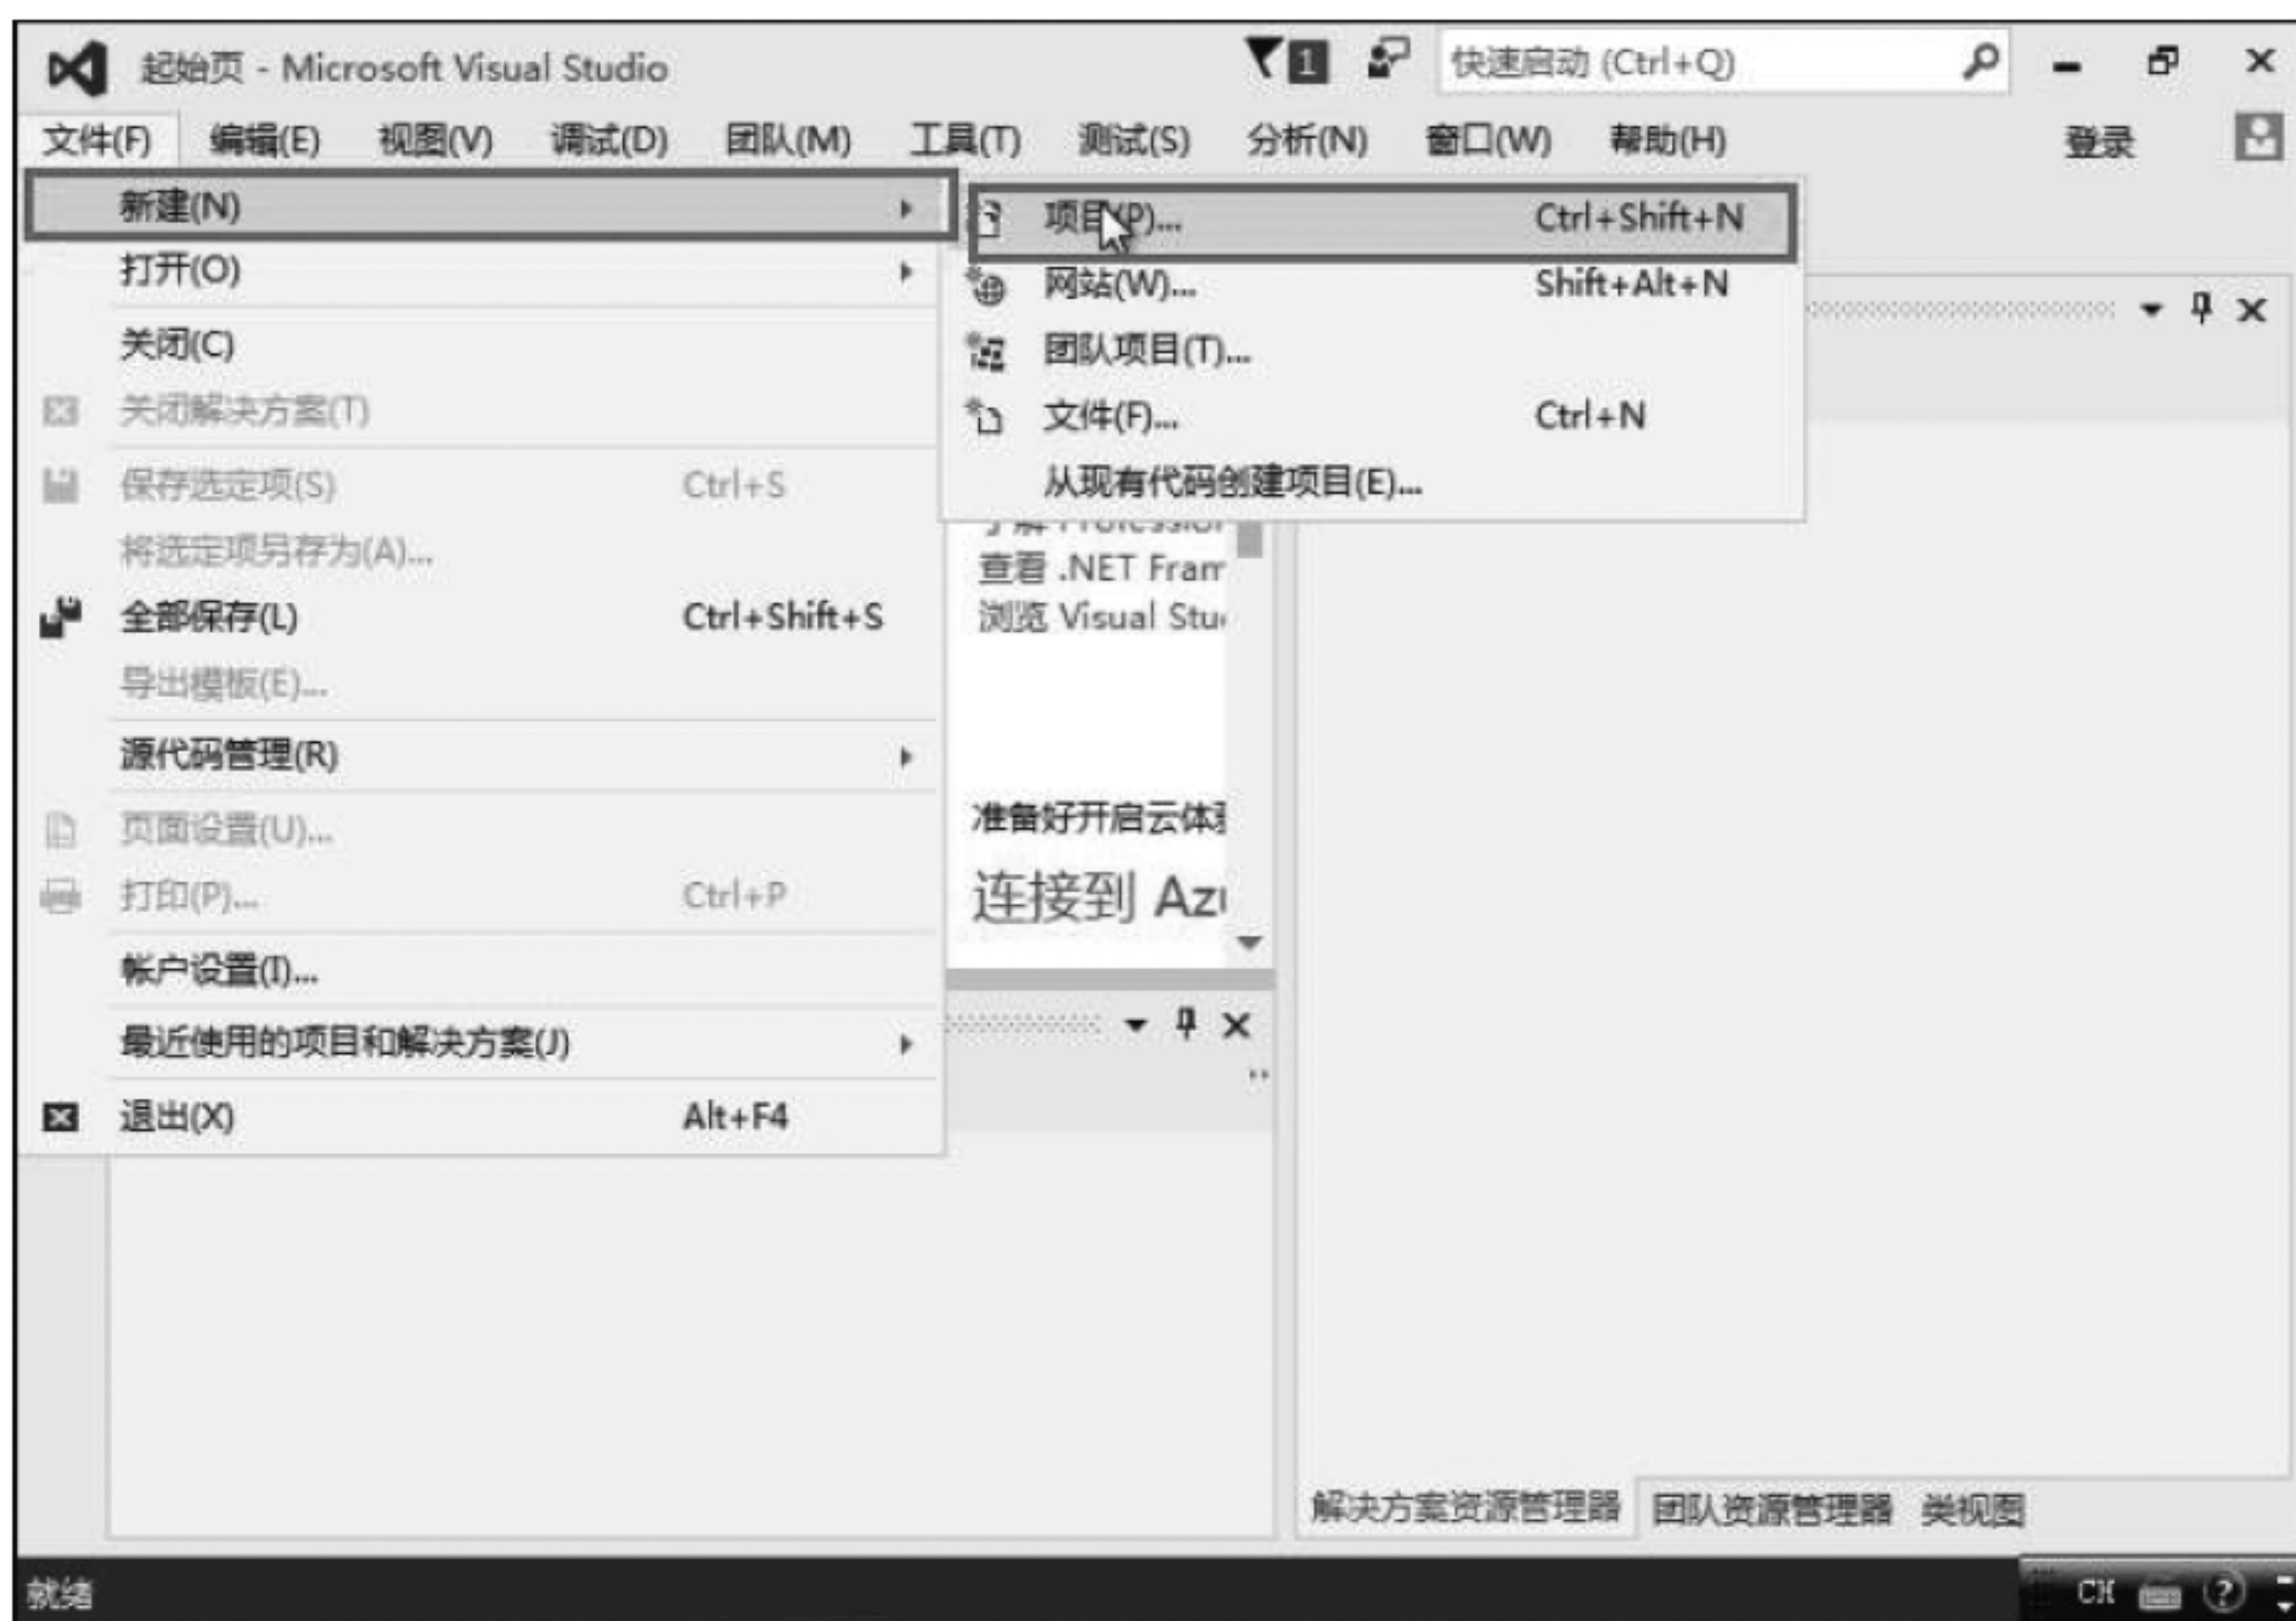 起始页 - Microsoft Visual Studio
1
快速启动 (Ctrl+Q)
文件(F) 编辑(E) 视图(V) 调试(D) 团队(M) 工具(T) 测试(S) 分析(N) 窗口(W) 帮助(H) 登录
新建(N)
打开(O)
关闭(C)
关闭解决方案(T)
保存选定项(S) Ctrl+S
将选定项另存为(A)...
全部保存(L) Ctrl+Shift+S
导出模板(E)...
源代码管理(R)
页面设置(U)...
打印(P)... Ctrl+P
帐户设置(I)...
最近使用的项目和解决方案(J)
退出(X) Alt+F4
项目(P)... Ctrl+Shift+N
网站(W)... Shift+Alt+N
团队项目(T)...
文件(F)... Ctrl+N
从现有代码创建项目(E)...
查看 .NET Fram
浏览 Visual Stu
准备好开启云体
连接到 Az
解决方案资源管理器 团队资源管理器 类视图
就绪
CH